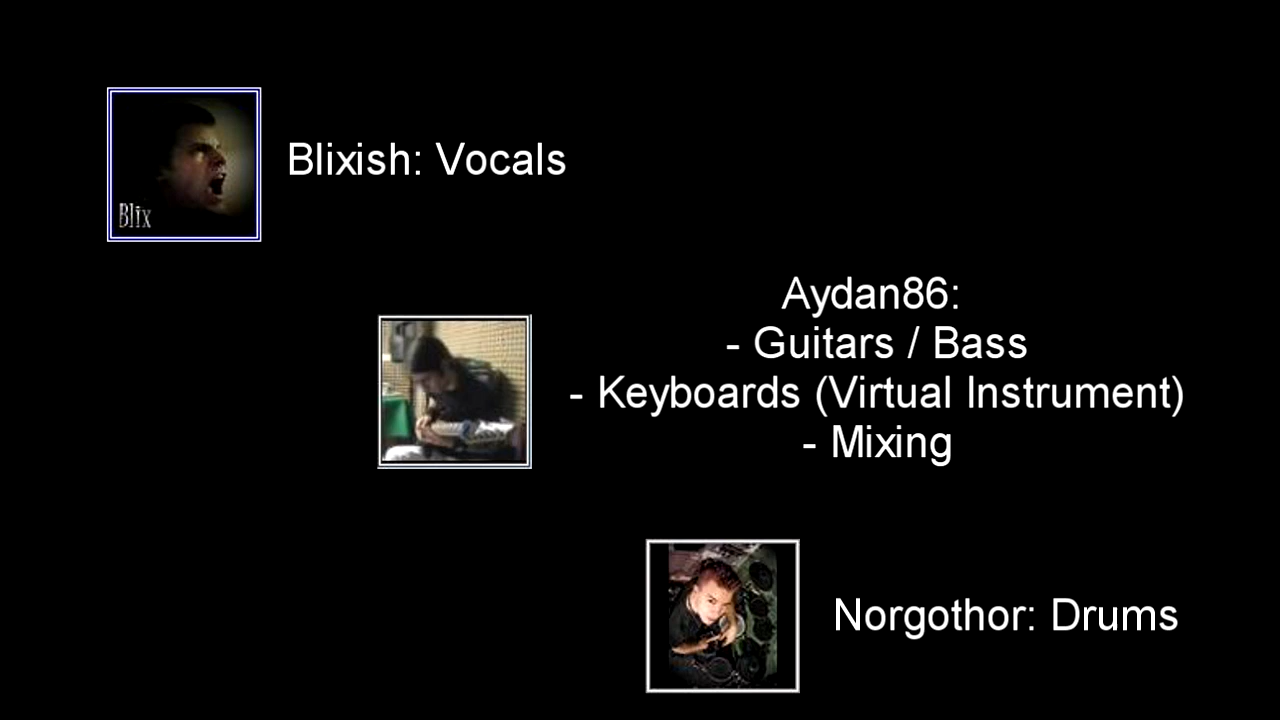 Blix
Blixish: Vocals
Aydan86:
- Guitars / Bass
- Keyboards (Virtual Instrument)
- Mixing
Norgothor: Drums